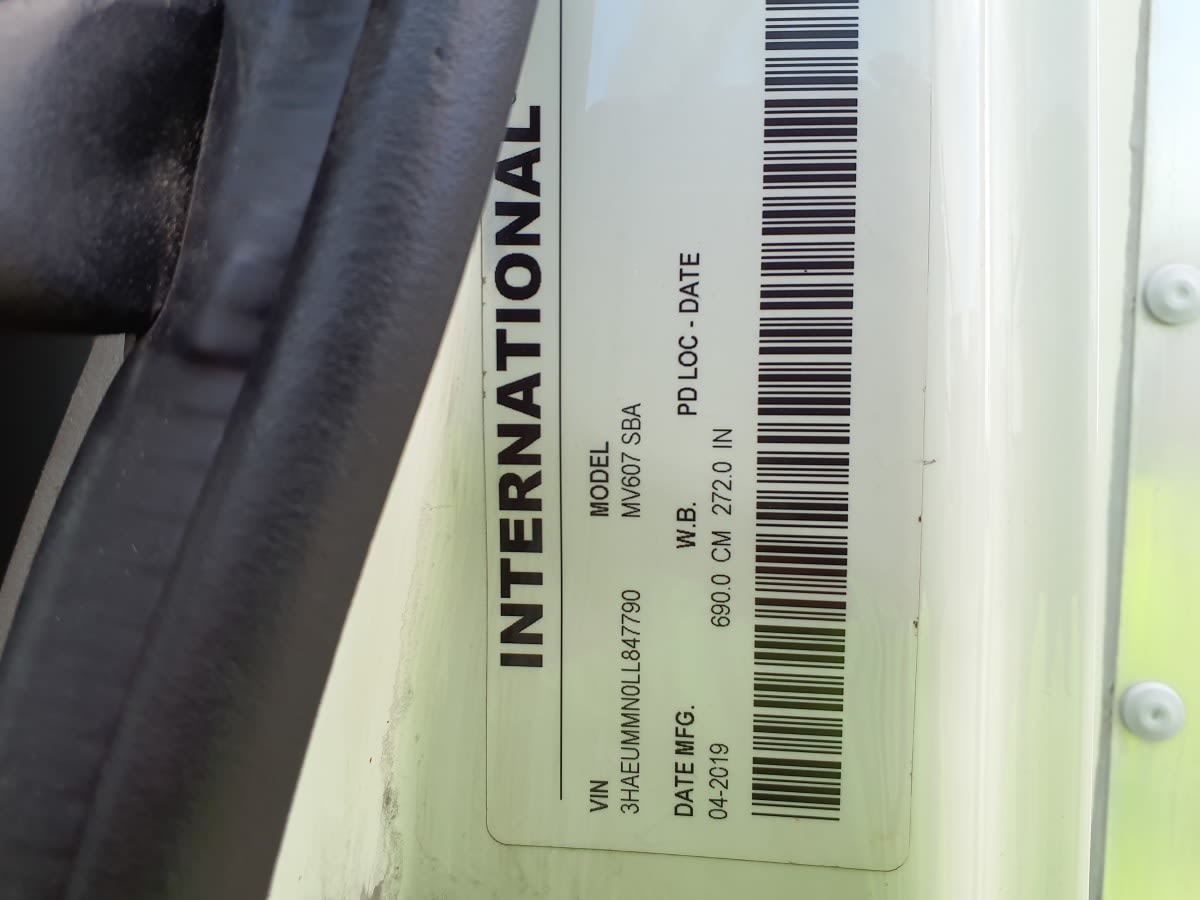 INTERNATIONAL
VIN MODEL
3HAEUMMN0LL847790 MV607 SBA
DATE MFG. W.B. PD LOC - DATE
04-2019 690.0 CM 272.0 IN